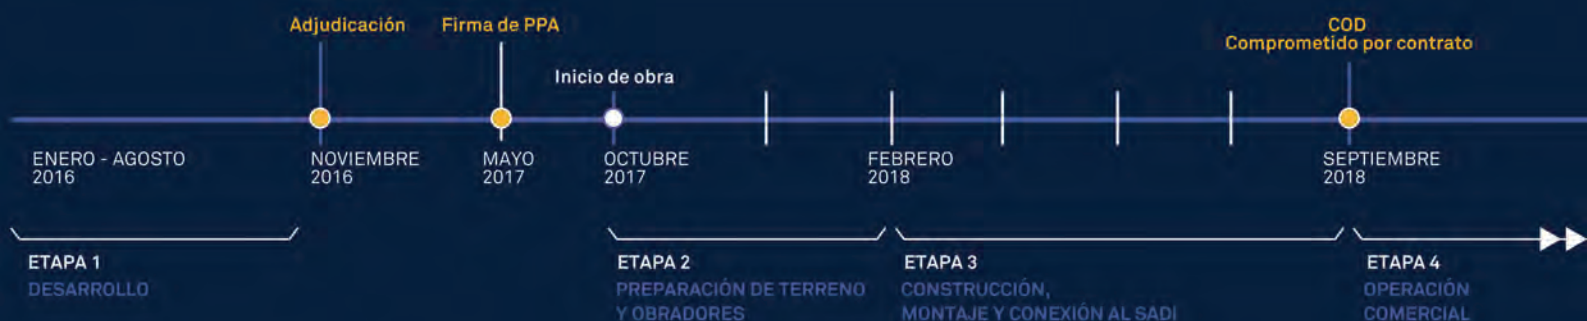 Adjudicación
Firma de PPA
COD
Comprometido por contrato
Inicio de obra
ENERO - AGOSTO
2016
NOVIEMBRE
2016
MAYO
2017
OCTUBRE
2017
FEBRERO
2018
SEPTIEMBRE
2018
ETAPA 1
DESARROLLO
ETAPA 2
PREPARACIÓN DE TERRENO
Y OBRADORES
ETAPA 3
CONSTRUCCIÓN,
MONTAJE Y CONEXIÓN AL SADI
ETAPA 4
OPERACIÓN
COMERCIAL